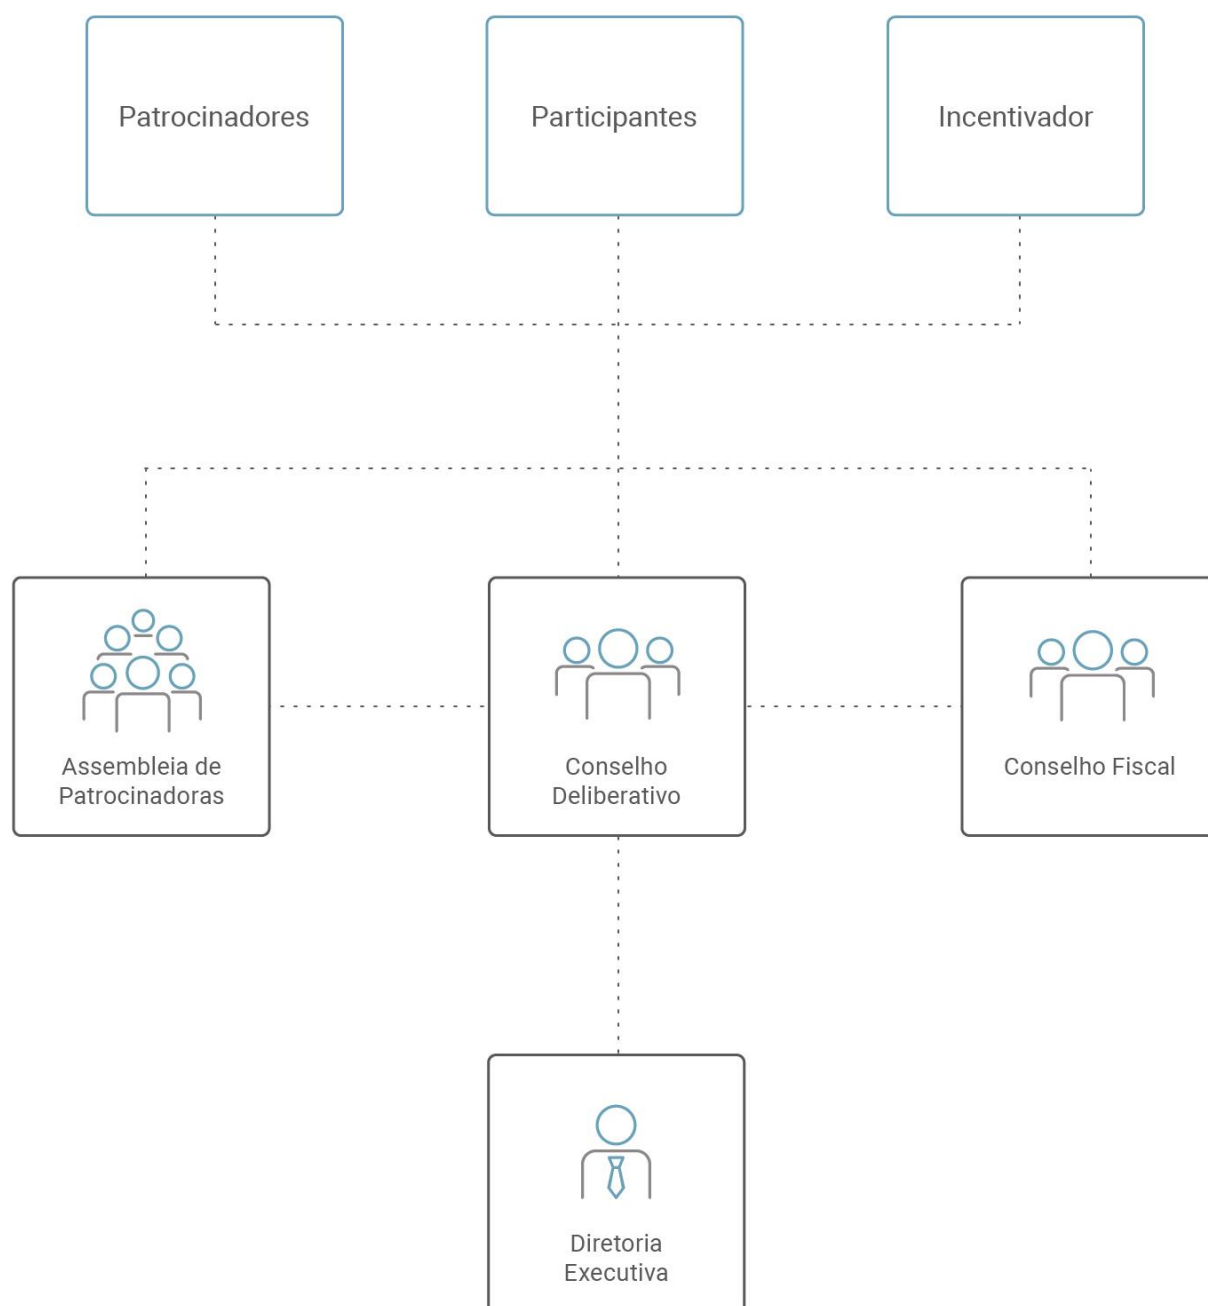 Patrocinadores
Participantes
Incentivador
Assembleia de
Patrocinadoras
Conselho
Deliberativo
Conselho Fiscal
Diretoria
Executiva